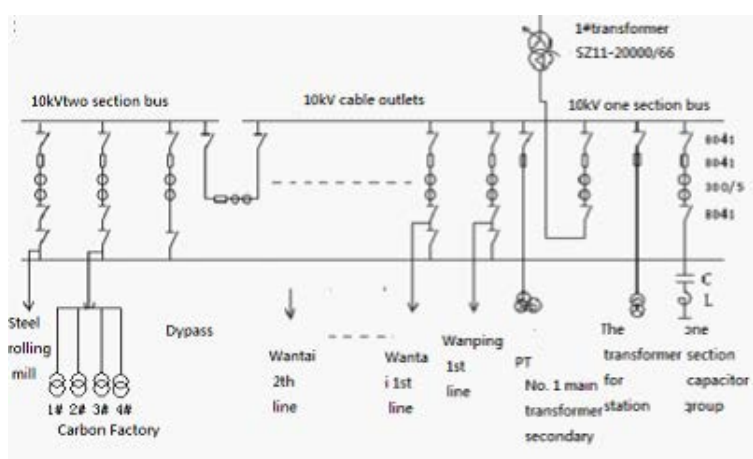 1#transformer
SZ11-20000/66
10kVtwo section bus
10kV cable outlets
10kV one section bus
8041
8041
300/5
8041
C
L
Steel
rolling
mill
1# 2# 3# 4#
Carbon Factory
Dypass
Wantai
2th
line
Wanta
i 1st
line
Wanping
1st
line
PT
No. 1 main
transformer
secondary
The
transformer
for
station
one
section
capacitor
group